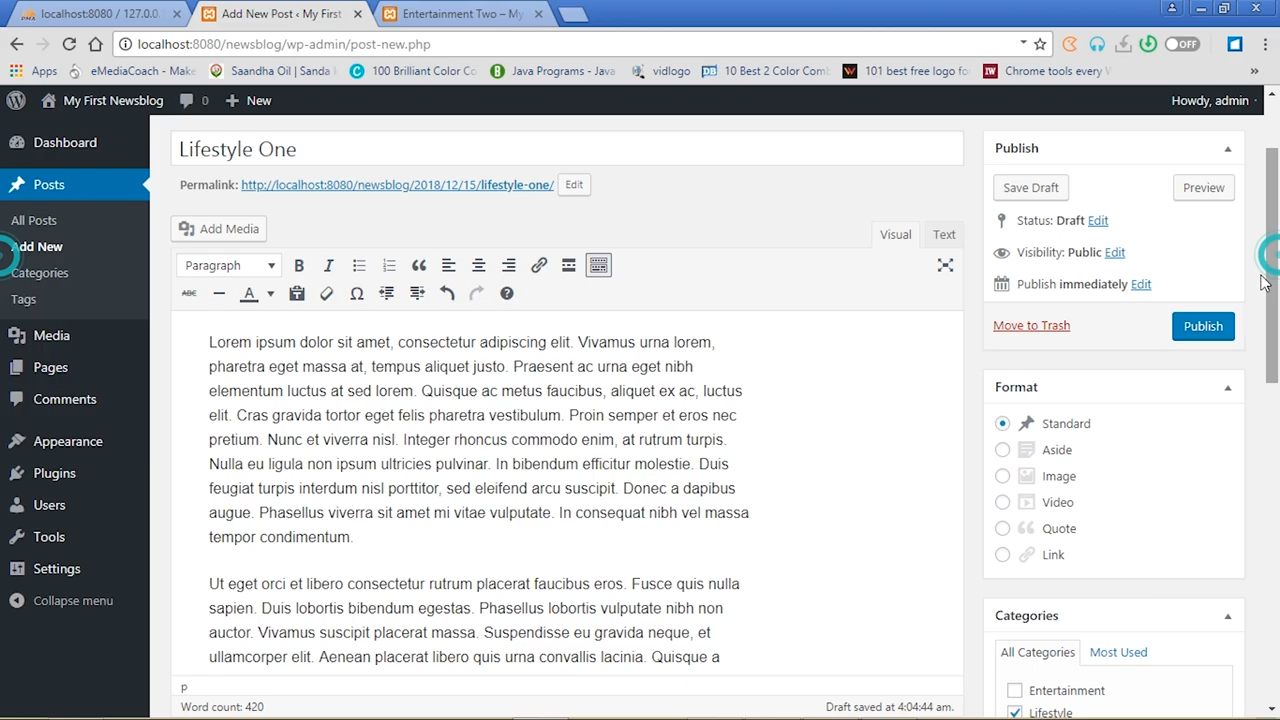 localhost:8080 / 127.0.0.
Add New Post ‹ My First
Entertainment Two – My
localhost:8080/newsblog/wp-admin/post-new.php
OFF
Apps
eMediaCoach - Make
Saandha Oil | Sanda
100 Brilliant Color Co
Java Programs - Java
vidlogo
10 Best 2 Color Comb
101 best free logo fo
Chrome tools every
»
My First Newsblog
0
+ New
Howdy, admin
Dashboard
Posts
All Posts
Add New
Categories
Tags
Media
Pages
Comments
Appearance
Plugins
Users
Tools
Settings
Collapse menu
Lifestyle One
Permalink: http://localhost:8080/newsblog/2018/12/15/lifestyle-one/ Edit
Add Media
Visual
Text
Paragraph
B I
ABC
A
Lorem ipsum dolor sit amet, consectetur adipiscing elit. Vivamus urna lorem,
pharetra eget massa at, tempus aliquet justo. Praesent ac urna eget nibh
elementum luctus at sed lorem. Quisque ac metus faucibus, aliquet ex ac, luctus
elit. Cras gravida tortor eget felis pharetra vestibulum. Proin semper et eros nec
pretium. Nunc et viverra nisl. Integer rhoncus commodo enim, at rutrum turpis.
Nulla eu ligula non ipsum ultricies pulvinar. In bibendum efficitur molestie. Duis
feugiat turpis interdum nisl porttitor, sed eleifend arcu suscipit. Donec a dapibus
augue. Phasellus viverra sit amet mi vitae vulputate. In consequat nibh vel massa
tempor condimentum.
Ut eget orci et libero consectetur rutrum placerat faucibus eros. Fusce quis nulla
sapien. Duis lobortis bibendum egestas. Phasellus lobortis vulputate nibh non
auctor. Vivamus suscipit placerat massa. Suspendisse eu gravida neque, et
ullamcorper elit. Aenean placerat libero quis urna convallis lacinia. Quisque a
p
Word count: 420
Draft saved at 4:04:44 am.
Publish
Save Draft
Preview
Status: Draft Edit
Visibility: Public Edit
Publish immediately Edit
Move to Trash
Publish
Format
Standard
Aside
Image
Video
Quote
Link
Categories
All Categories
Most Used
Entertainment
Lifestyle